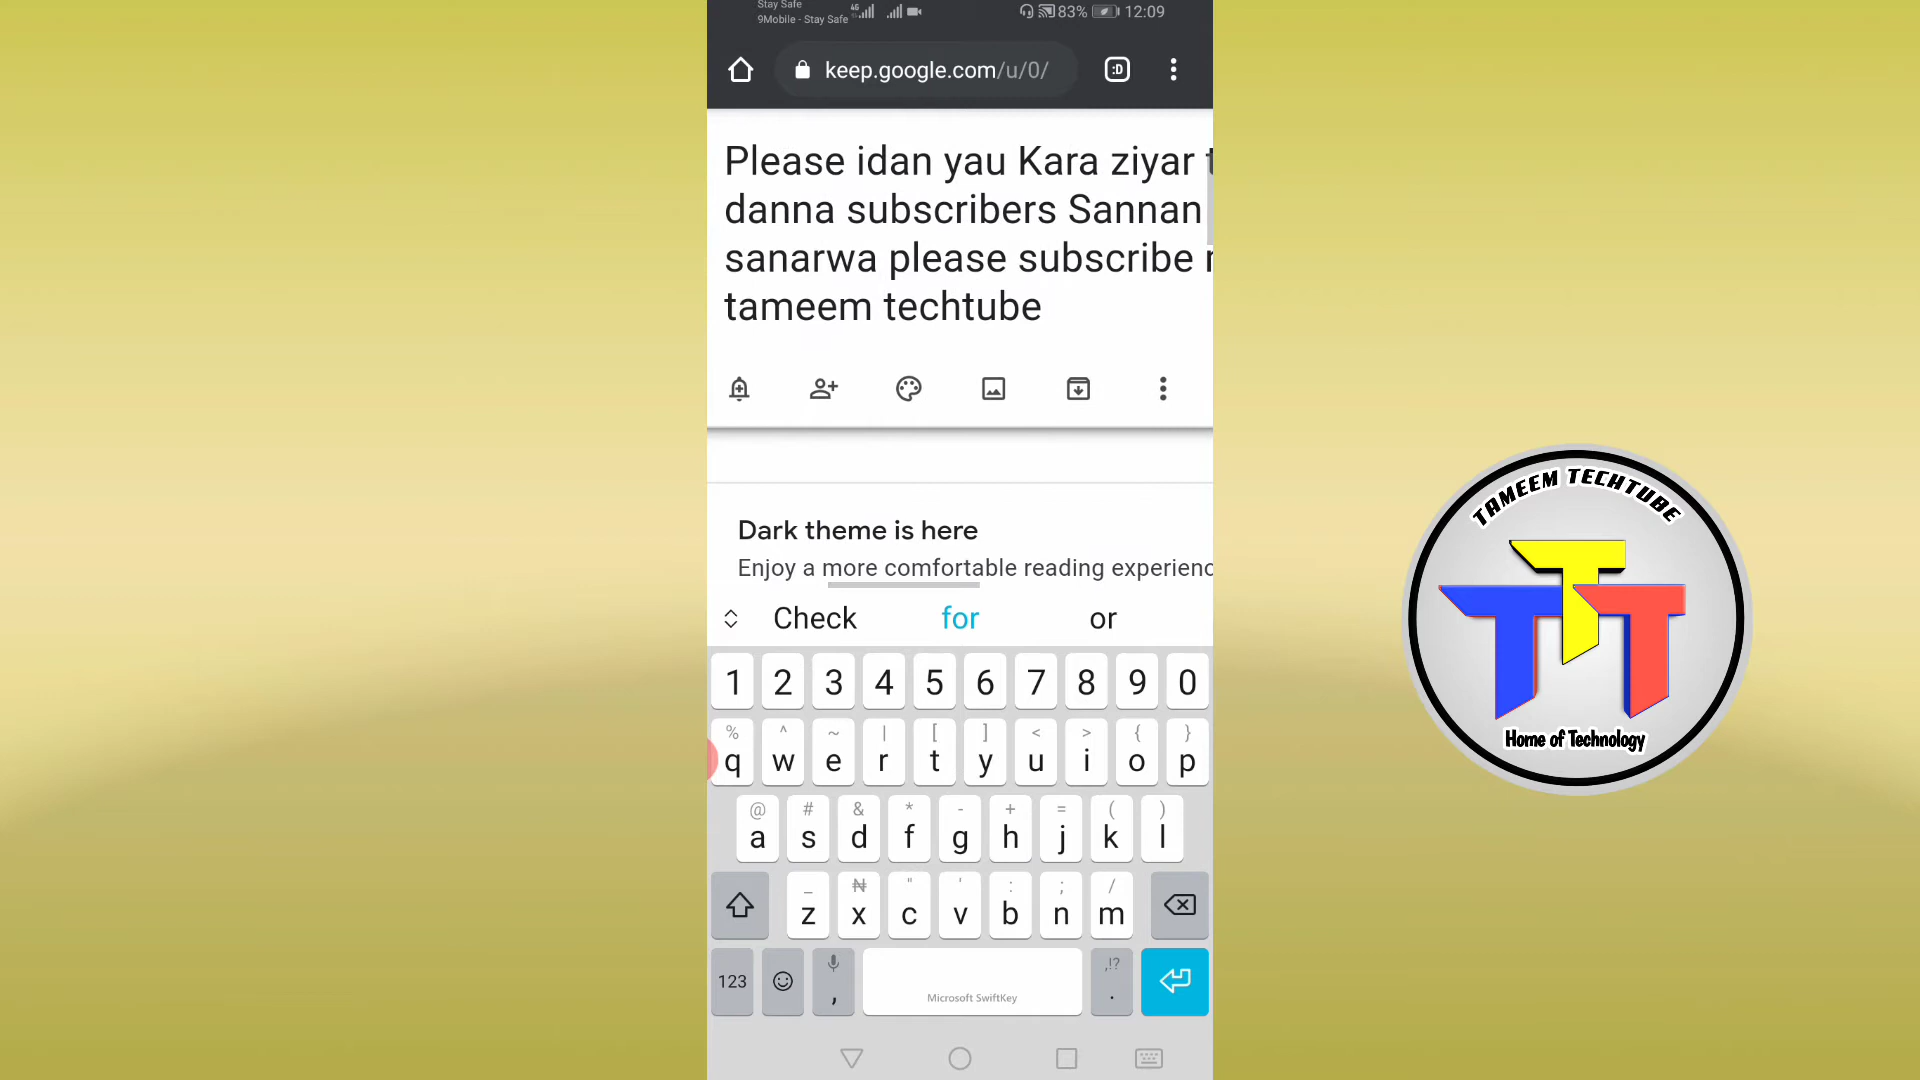 Stay Safe
9Mobile - Stay Safe
4G
83%
12:09
keep.google.com/u/0/
:D
Please idan yau Kara ziyar t
danna subscribers Sannan
sanarwa please subscribe
tameem techtube
Dark theme is here
Enjoy a more comfortable reading experienc
Check for or
1 2 3 4 5 6 7 8 9 0
% ^ ~ | [ ] < > { }
q w e r t y u i o p
@ # & * - + = ( )
a s d f g h j k l
_ ₦ " ' : ; /
z x c v b n m
123 , ,!? .
Microsoft SwiftKey
TAMEEM TECHTUBE
TTT
Home of Technology